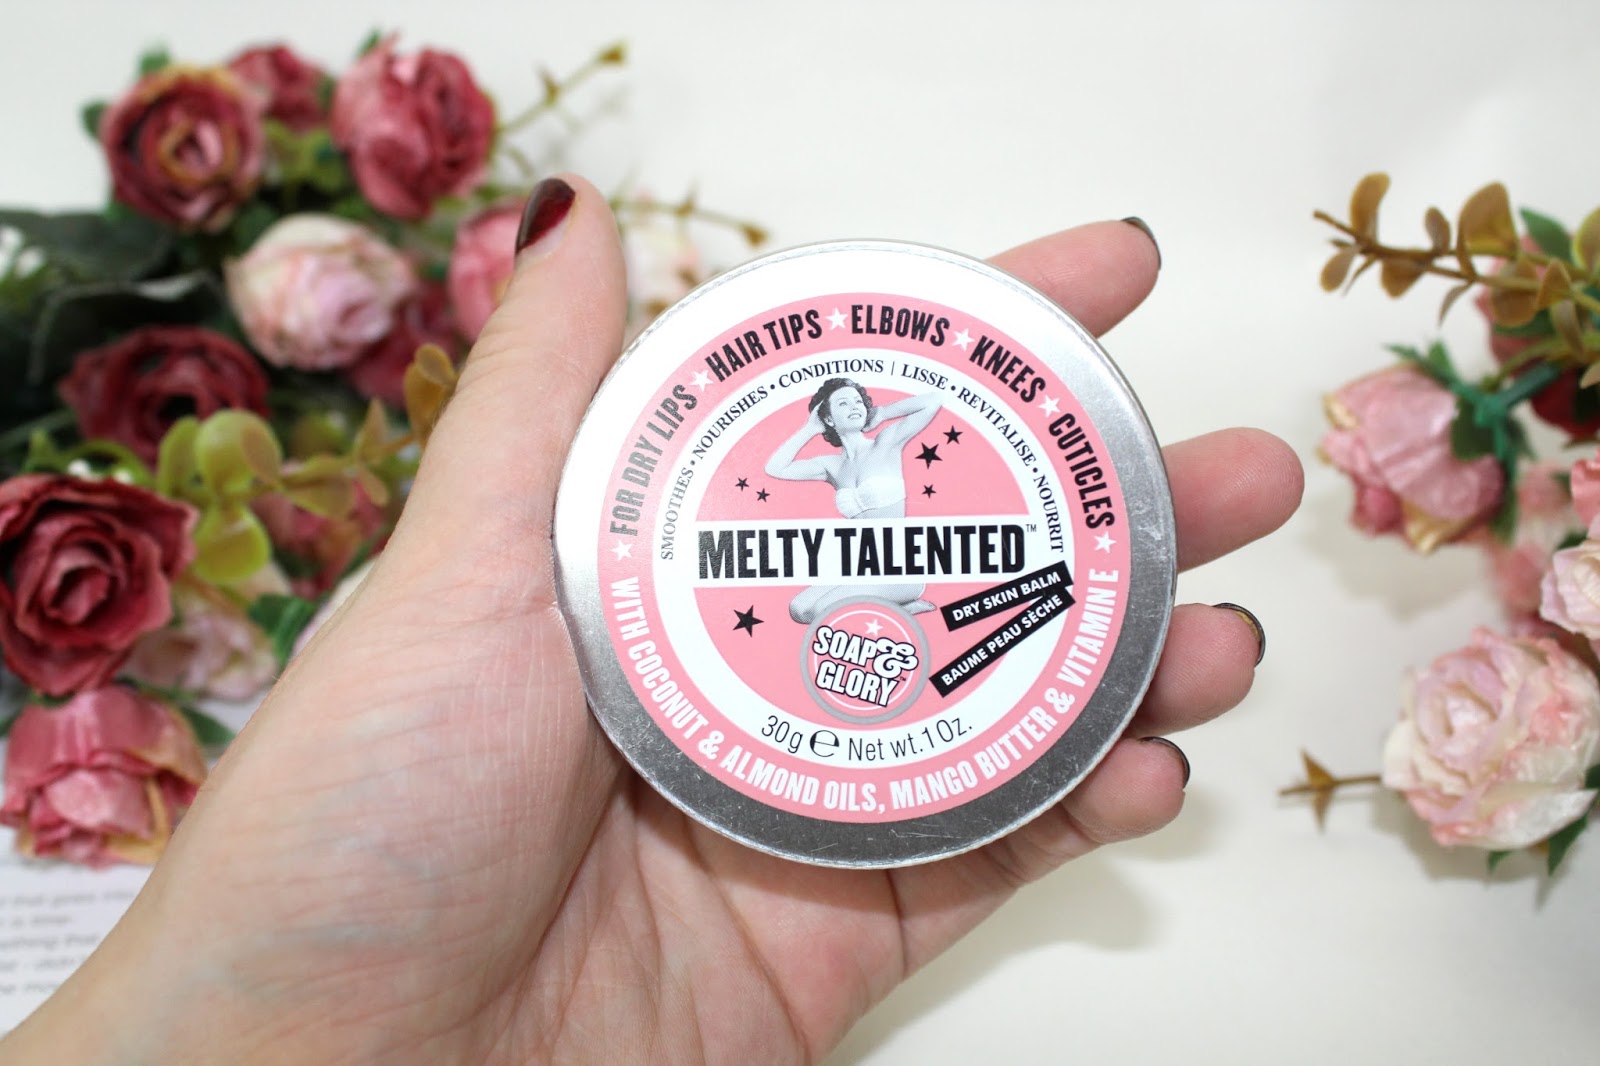 FOR DRY LIPS ★ HAIR TIPS ★ ELBOWS ★ KNEES ★ CUTICLES ★
SMOOTHES • NOURISHES • CONDITIONS | LISSE • REVITALISE • NOURRIT
MELTY TALENTED™
DRY SKIN BALM
BAUME PEAU SÈCHE
SOAP &
GLORY™
30g ℮ Net wt. 1 Oz.
WITH COCONUT & ALMOND OILS, MANGO BUTTER & VITAMIN E ★